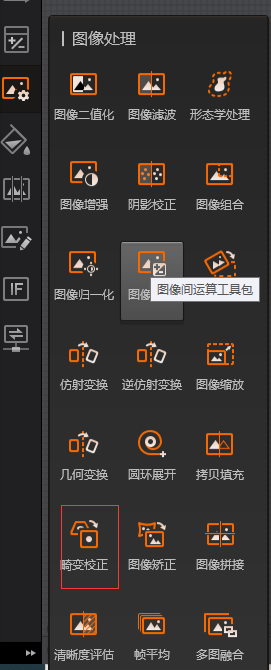 图像处理
图像二值化 图像滤波 形态学处理
图像增强 阴影校正 图像组合
图像归一化 图像
图像间运算工具包
仿射变换 逆仿射变换 图像缩放
几何变换 圆环展开 拷贝填充
畸变校正 图像矫正 图像拼接
IF
清晰度评估 帧平均 多图融合